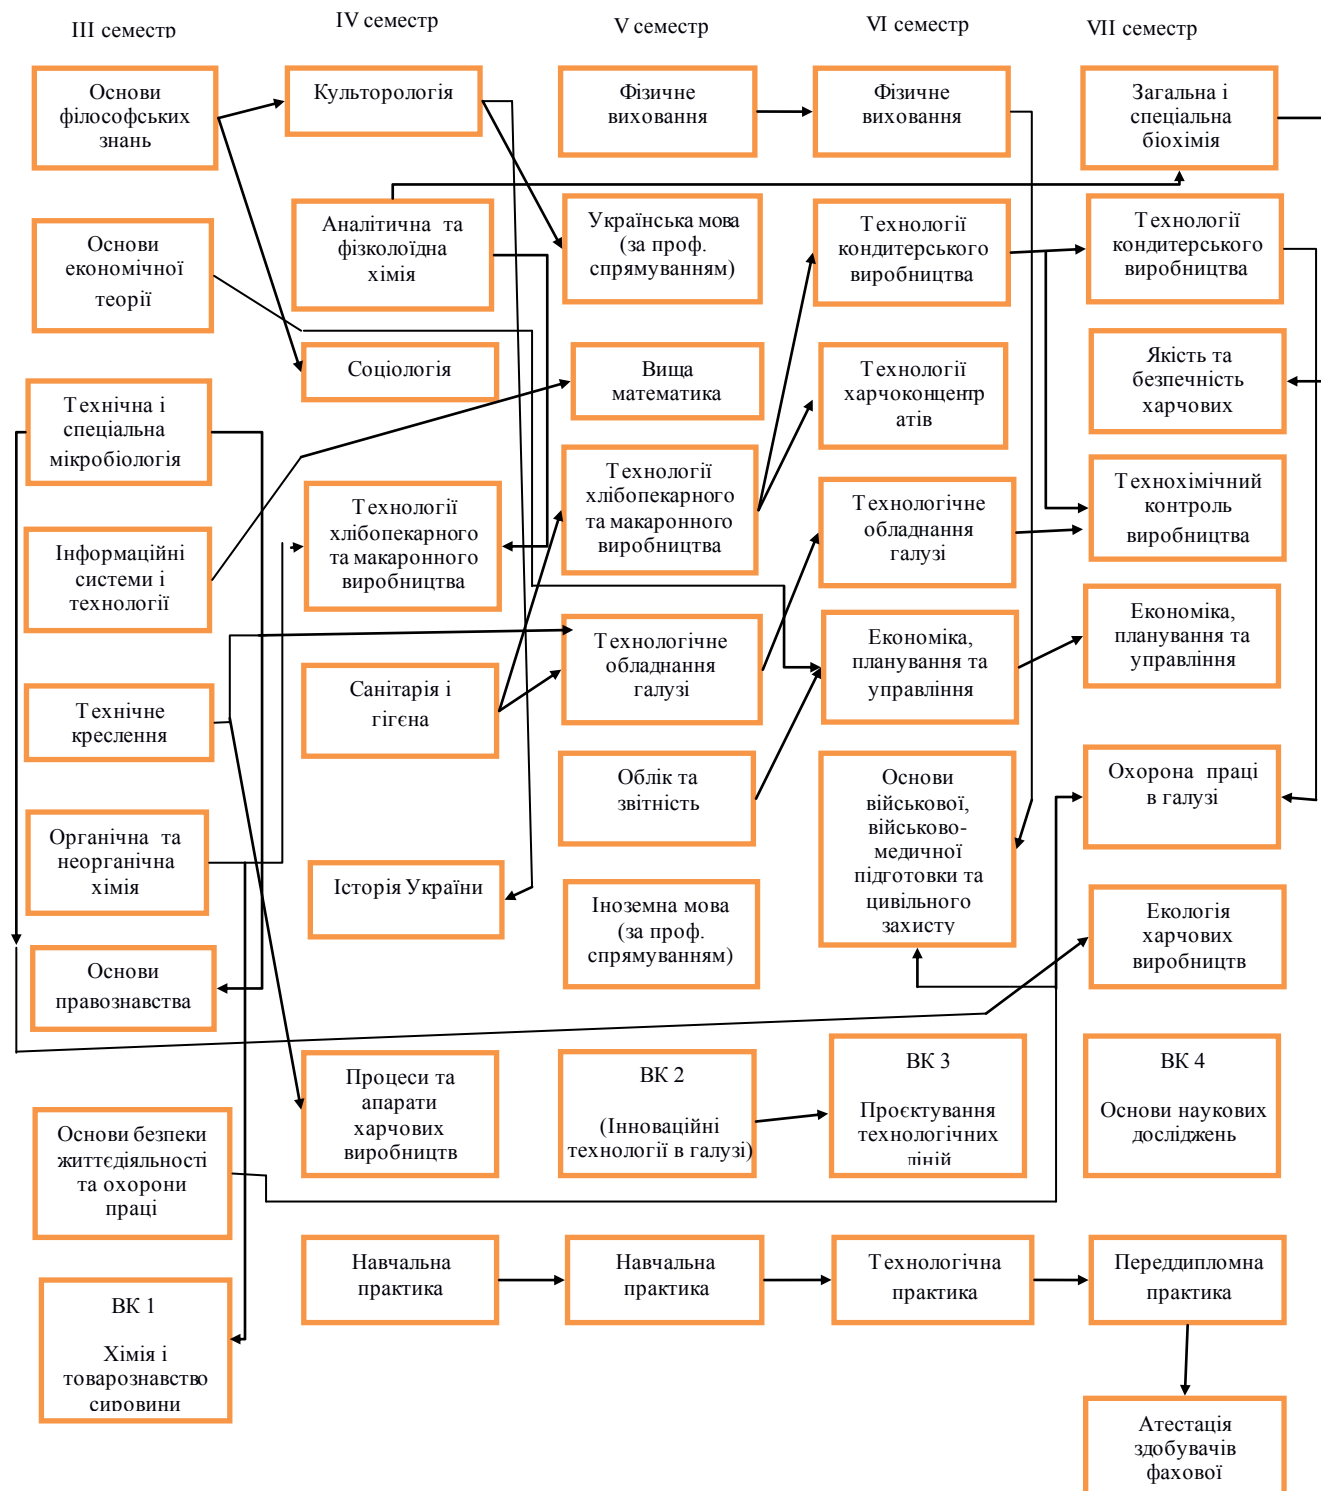 III семестр
IV семестр
V семестр
VI семестр
VII семестр
Основи
філософських
знань
Культорологія
Фізичне
виховання
Фізичне
виховання
Загальна і
спеціальна
біохімія
Основи
економічної
теорії
Аналітична та
фізколоїдна
хімія
Українська мова
(за проф.
спрямуванням)
Технології
кондитерського
виробництва
Технології
кондитерського
виробництва
Соціологія
Вища
математика
Технології
харчоконцентр
атів
Якість та
безпечність
харчових
Технічна і
спеціальна
мікробіологія
Технології
хлібопекарного
та макаронного
виробництва
Технології
хлібопекарного
та макаронного
виробництва
Технологічне
обладнання
галузі
Технохімічний
контроль
виробництва
Інформаційні
системи і
технології
Санітарія і
гігєна
Технологічне
обладнання
галузі
Економіка,
планування та
управління
Економіка,
планування та
управління
Технічне
креслення
Облік та
звітність
Основи
військової,
військово-
медичної
підготовки та
цивільного
захисту
Охорона праці
в галузі
Органічна та
неорганічна
хімія
Історія України
Іноземна мова
(за проф.
спрямуванням)
Екологія
харчових
виробництв
Основи
правознавства
Процеси та
апарати
харчових
виробництв
ВК 2
(Інноваційні
технології в галузі)
ВК 3
Проєктування
технологічних
ліній
ВК 4
Основи наукових
досліджень
Основи безпеки
життєдіяльності
та охорони
праці
Навчальна
практика
Навчальна
практика
Технологічна
практика
Переддипломна
практика
ВК 1
Хімія і
товарознавство
сировини
Атестація
здобувачів
фахової